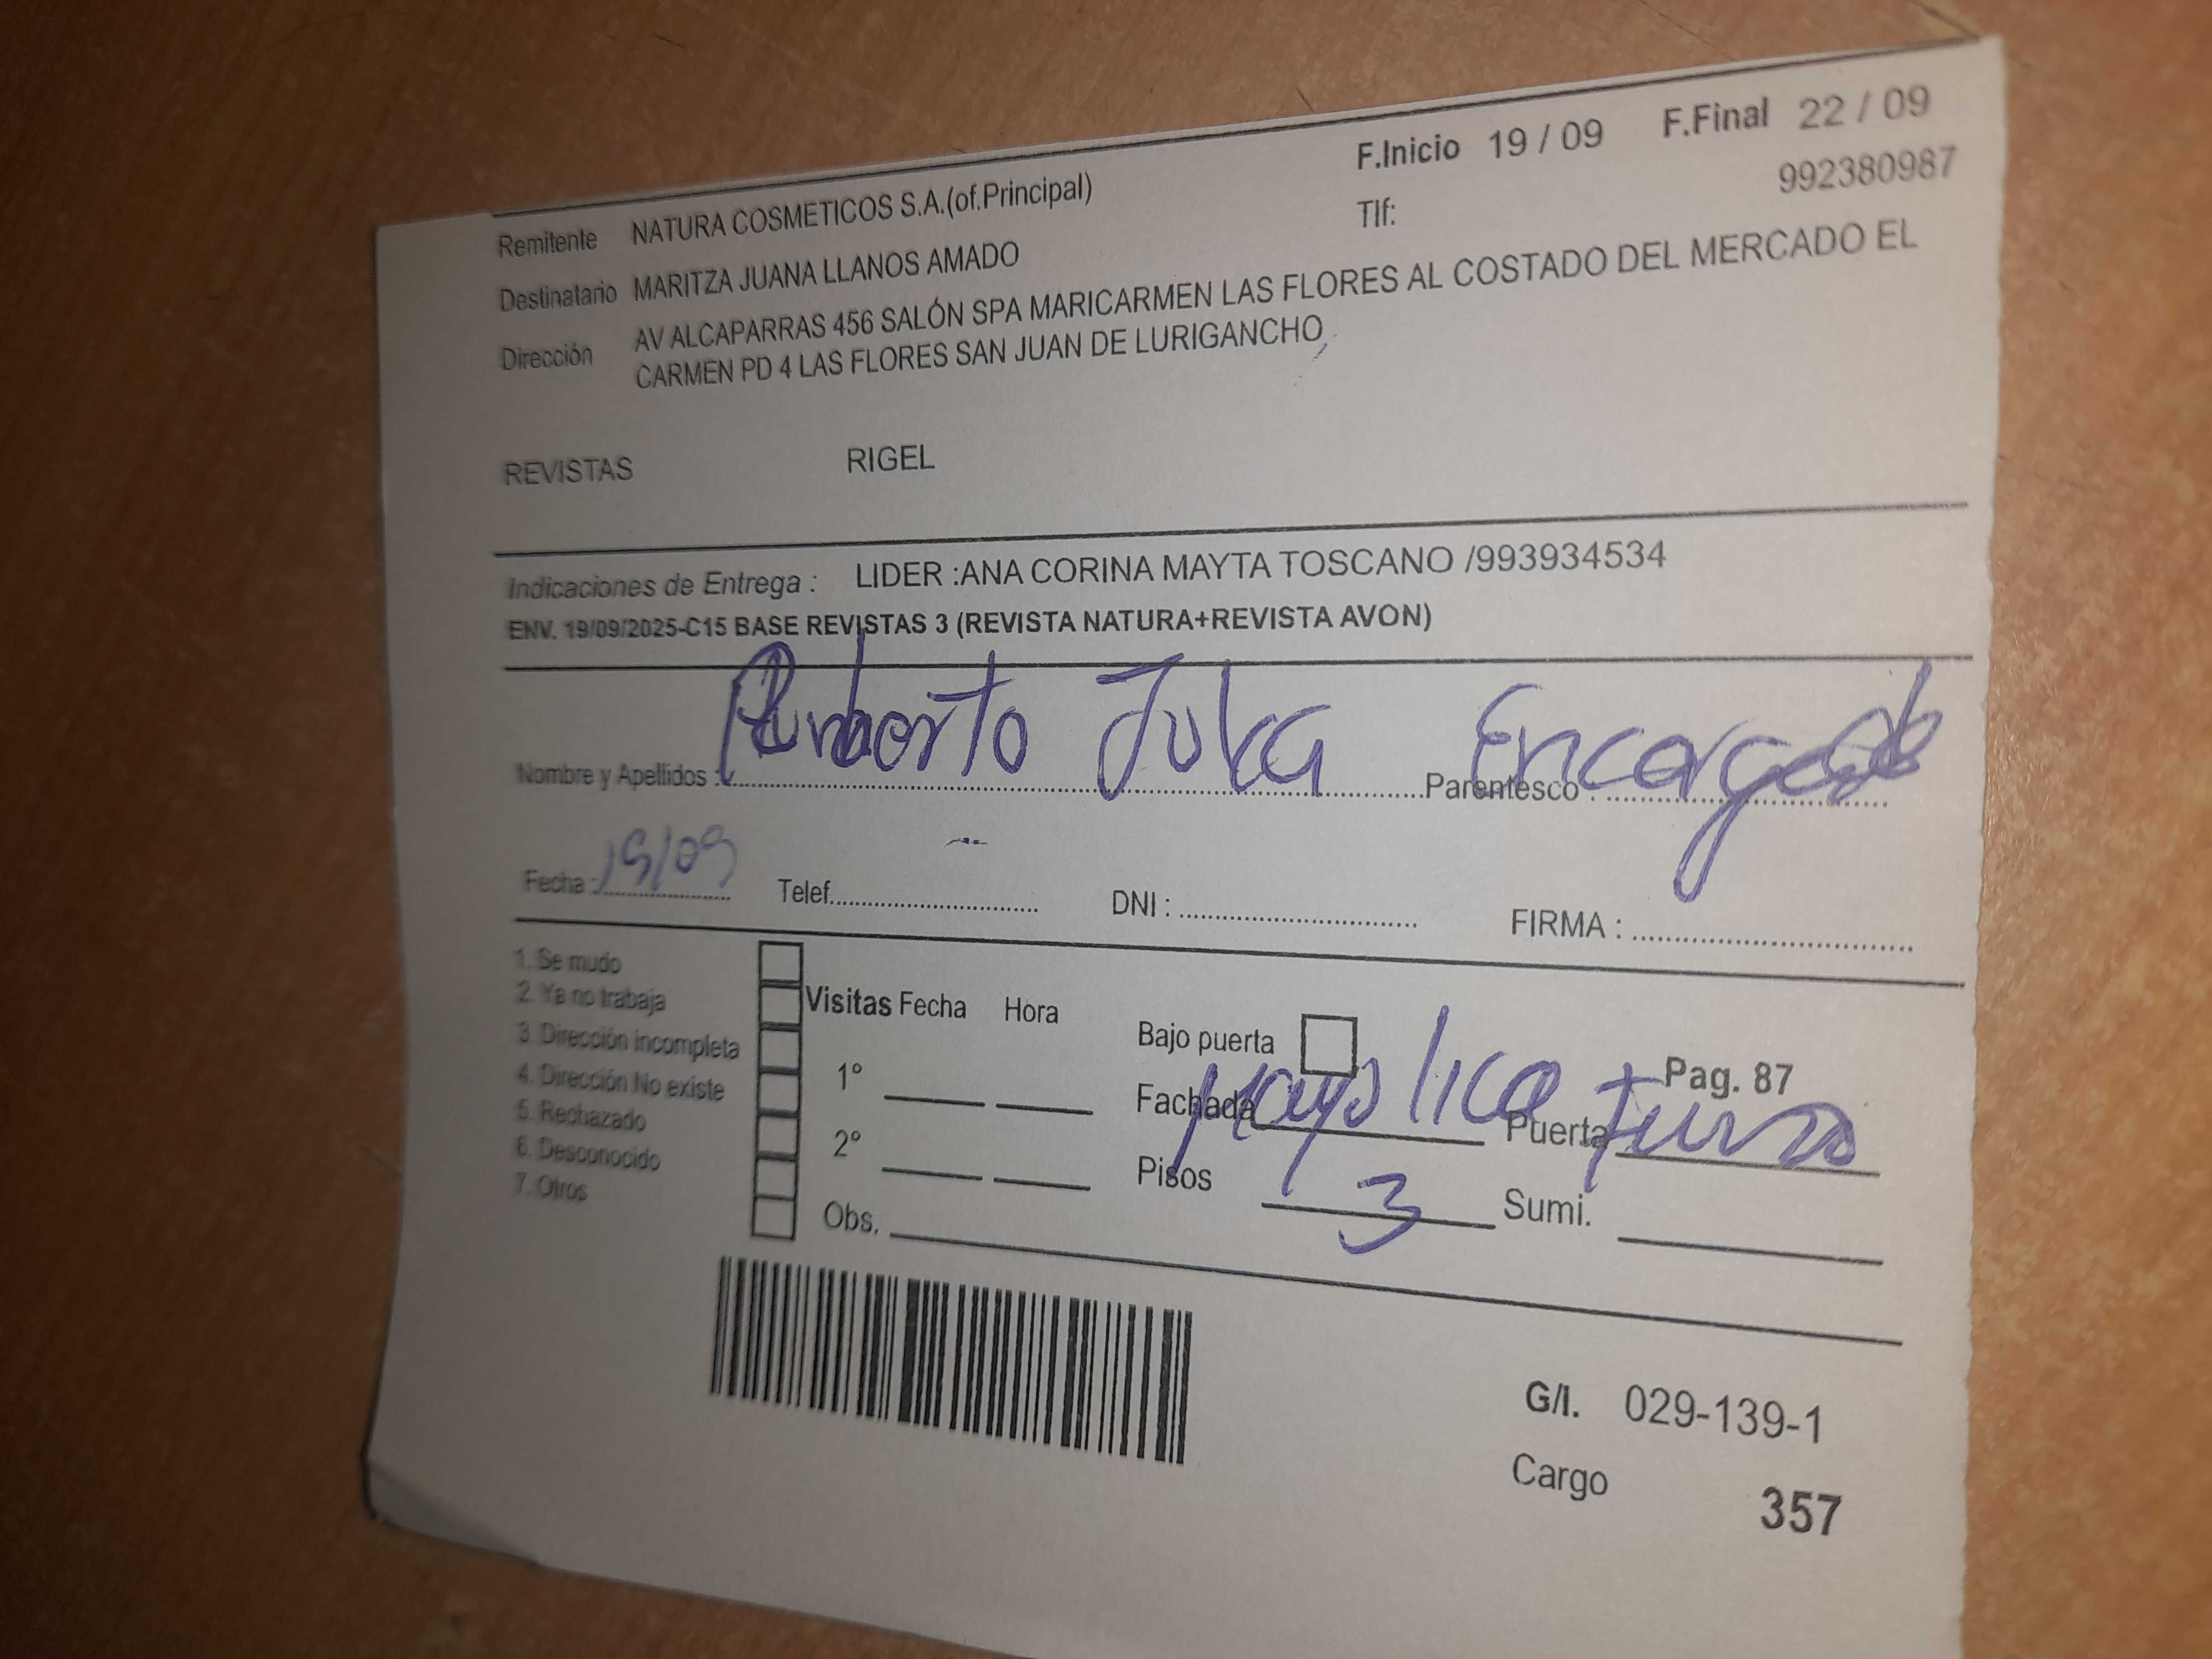 F.Inicio 19 / 09 F.Final 22 / 09
Remitente NATURA COSMETICOS S.A.(of.Principal) Tlf: 992380987
Destinatario MARITZA JUANA LLANOS AMADO
Dirección AV ALCAPARRAS 456 SALÓN SPA MARICARMEN LAS FLORES AL COSTADO DEL MERCADO EL
CARMEN PD 4 LAS FLORES SAN JUAN DE LURIGANCHO
REVISTAS RIGEL
Indicaciones de Entrega : LIDER :ANA CORINA MAYTA TOSCANO /993934534
ENV. 19/09/2025-C15 BASE REVISTAS 3 (REVISTA NATURA+REVISTA AVON)
Nombre y Apellidos : Parentesco : Encargado
Fecha : 19/09 Telef. DNI : FIRMA :
1. Se mudo
2. Ya no trabaja
3. Dirección incompleta
4. Dirección No existe
5. Rechazado
6. Desconocido
7. Otros
Visitas Fecha Hora
1°
2°
Obs.
Bajo puerta Pag. 87
Fachada Mayolica Puerta
Pisos 3 Sumi.
G/I. 029-139-1
Cargo 357